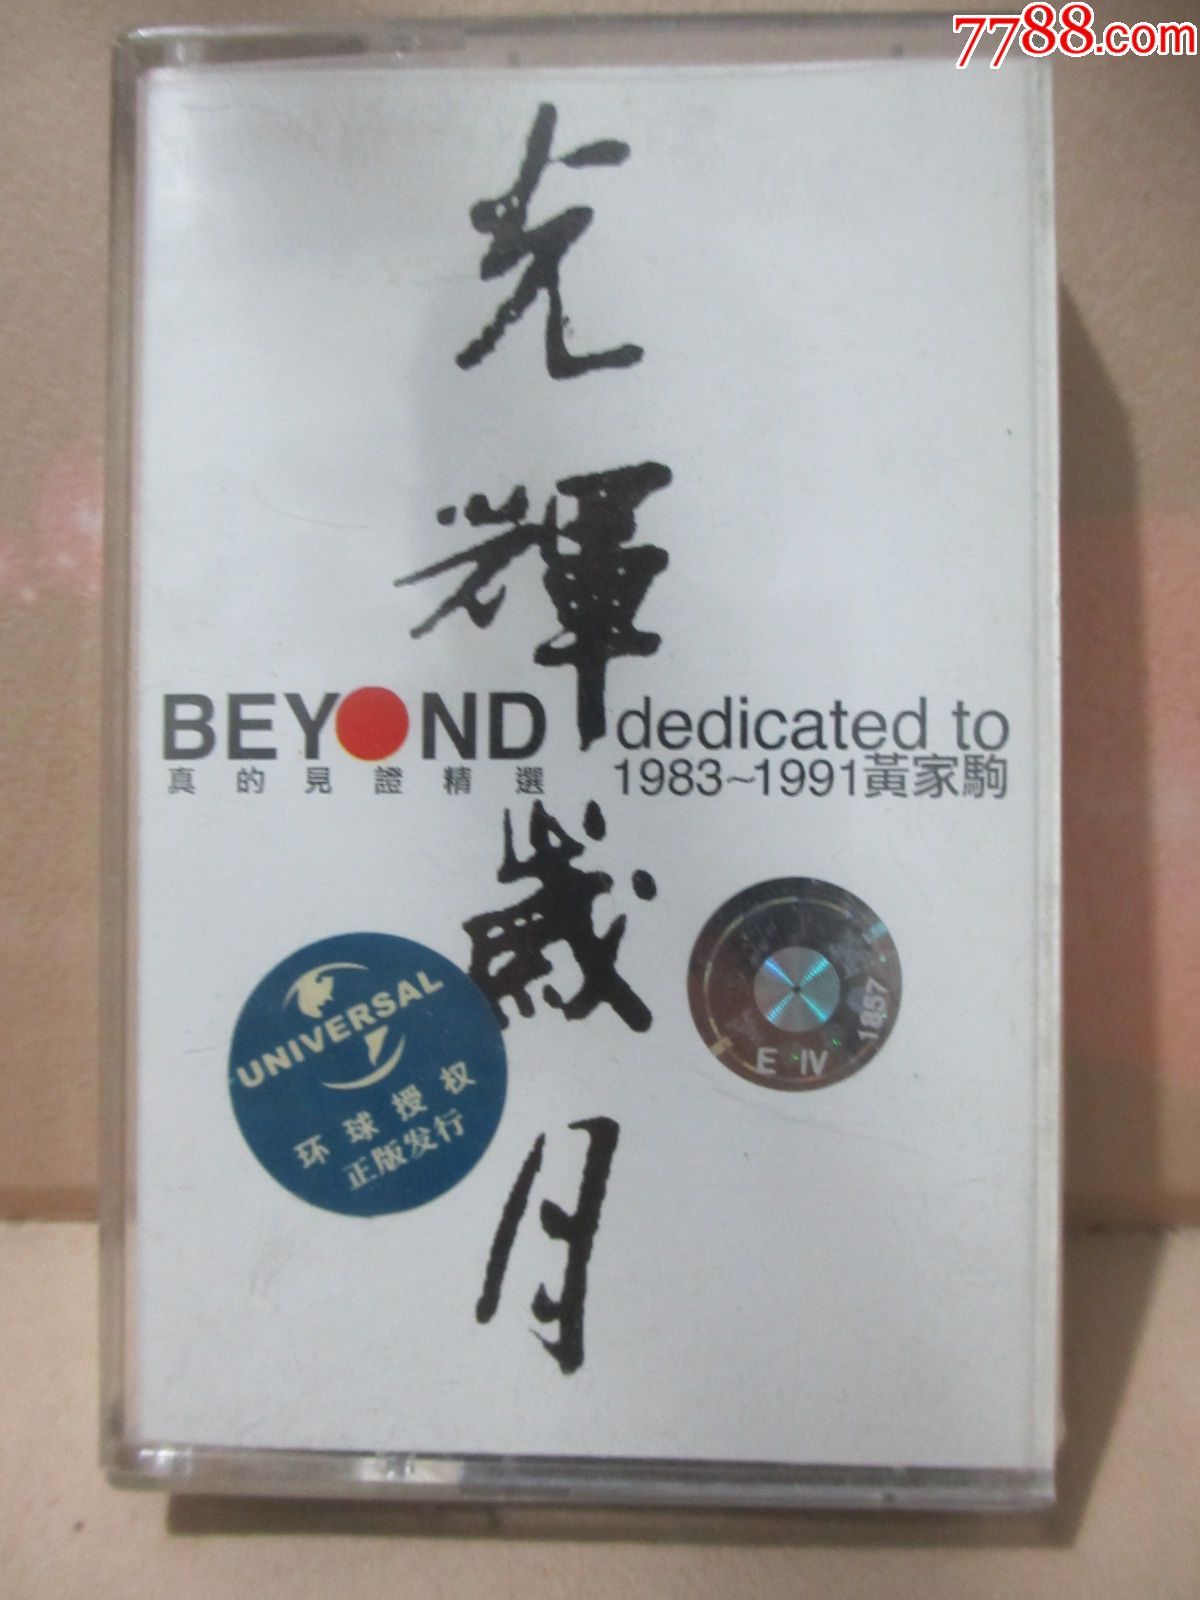 7788.com
光輝歲月
BEYOND
真的見證精選
dedicated to
1983~1991黃家駒
UNIVERSAL
环球授权
正版发行
1857
E IV